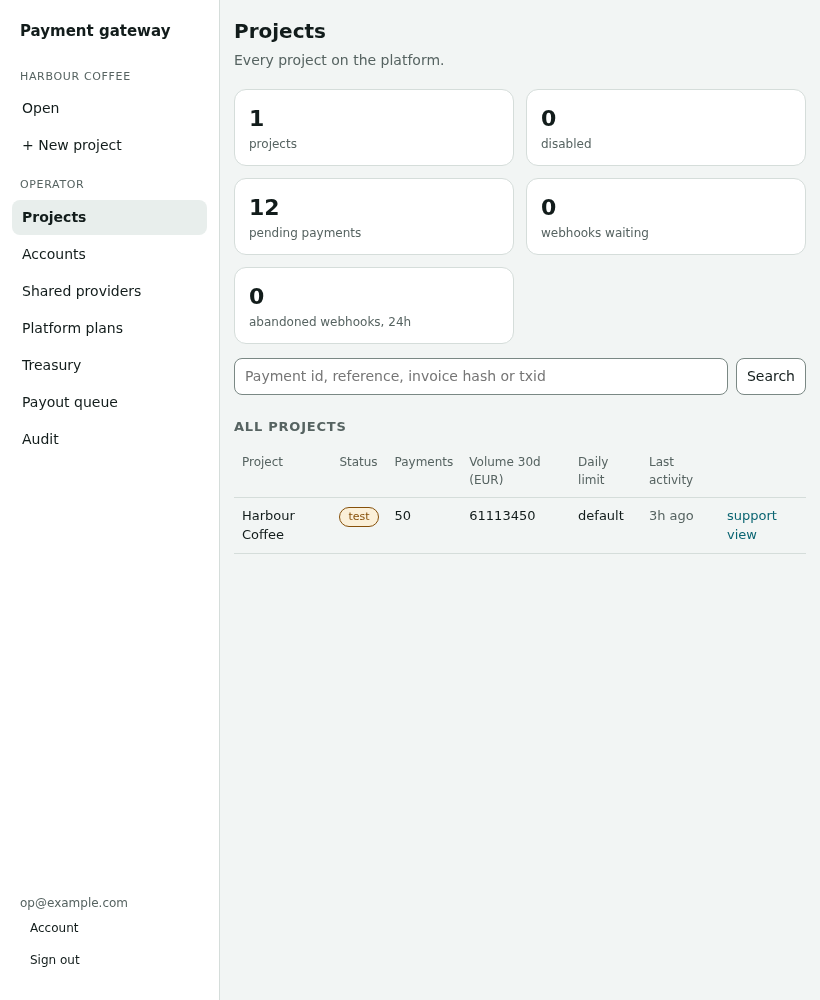 Payment gateway
HARBOUR COFFEE
Open
+ New project
OPERATOR
Projects
Accounts
Shared providers
Platform plans
Treasury
Payout queue
Audit
op@example.com
Account
Sign out
Projects
Every project on the platform.
1
projects
0
disabled
12
pending payments
0
webhooks waiting
0
abandoned webhooks, 24h
Payment id, reference, invoice hash or txid
Search
ALL PROJECTS
Project Status Payments Volume 30d (EUR) Daily limit Last activity
Harbour Coffee test 50 61113450 default 3h ago support view